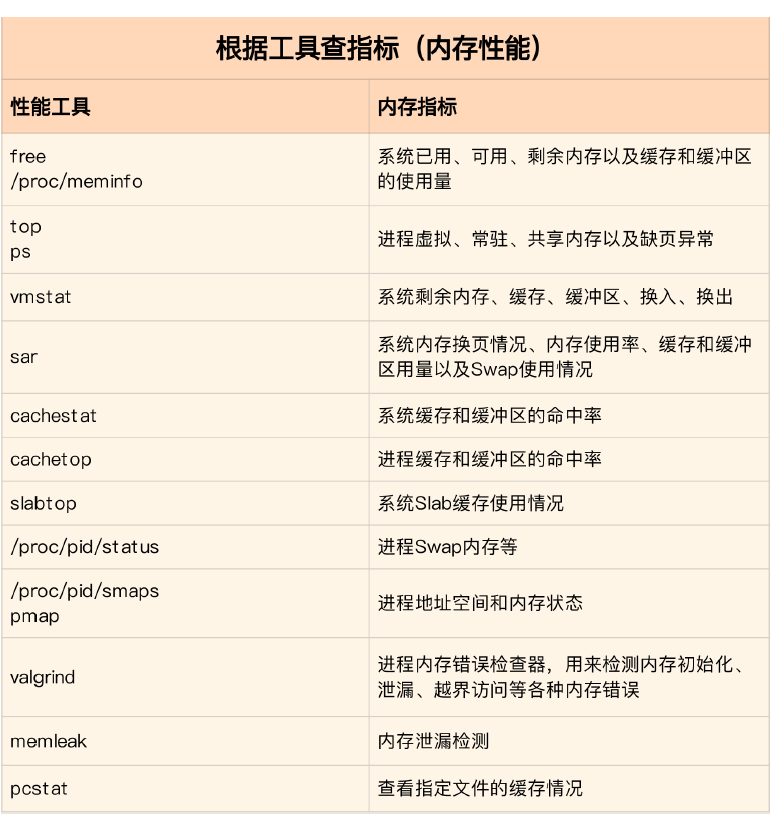 根据工具查指标（内存性能）
性能工具
内存指标
free
/proc/meminfo
系统已用、可用、剩余内存以及缓存和缓冲区
的使用量
top
ps
进程虚拟、常驻、共享内存以及缺页异常
vmstat
系统剩余内存、缓存、缓冲区、换入、换出
sar
系统内存换页情况、内存使用率、缓存和缓冲
区用量以及Swap使用情况
cachestat
系统缓存和缓冲区的命中率
cachetop
进程缓存和缓冲区的命中率
slabtop
系统Slab缓存使用情况
/proc/pid/status
进程Swap内存等
/proc/pid/smaps
pmap
进程地址空间和内存状态
valgrind
进程内存错误检查器，用来检测内存初始化、
泄漏、越界访问等各种内存错误
memleak
内存泄漏检测
pcstat
查看指定文件的缓存情况